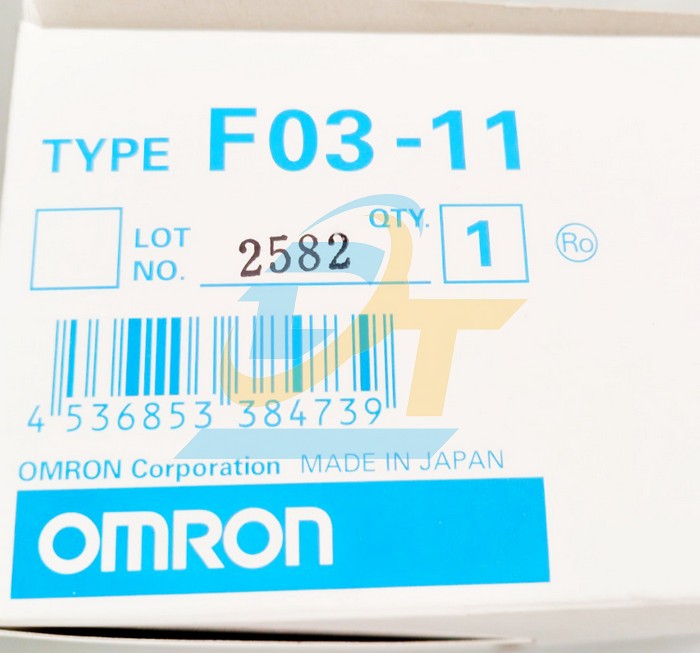 TYPE F03-11
LOT NO. 2582 QTY. 1 Ro
4 536853 384739
OMRON Corporation MADE IN JAPAN
OMRON